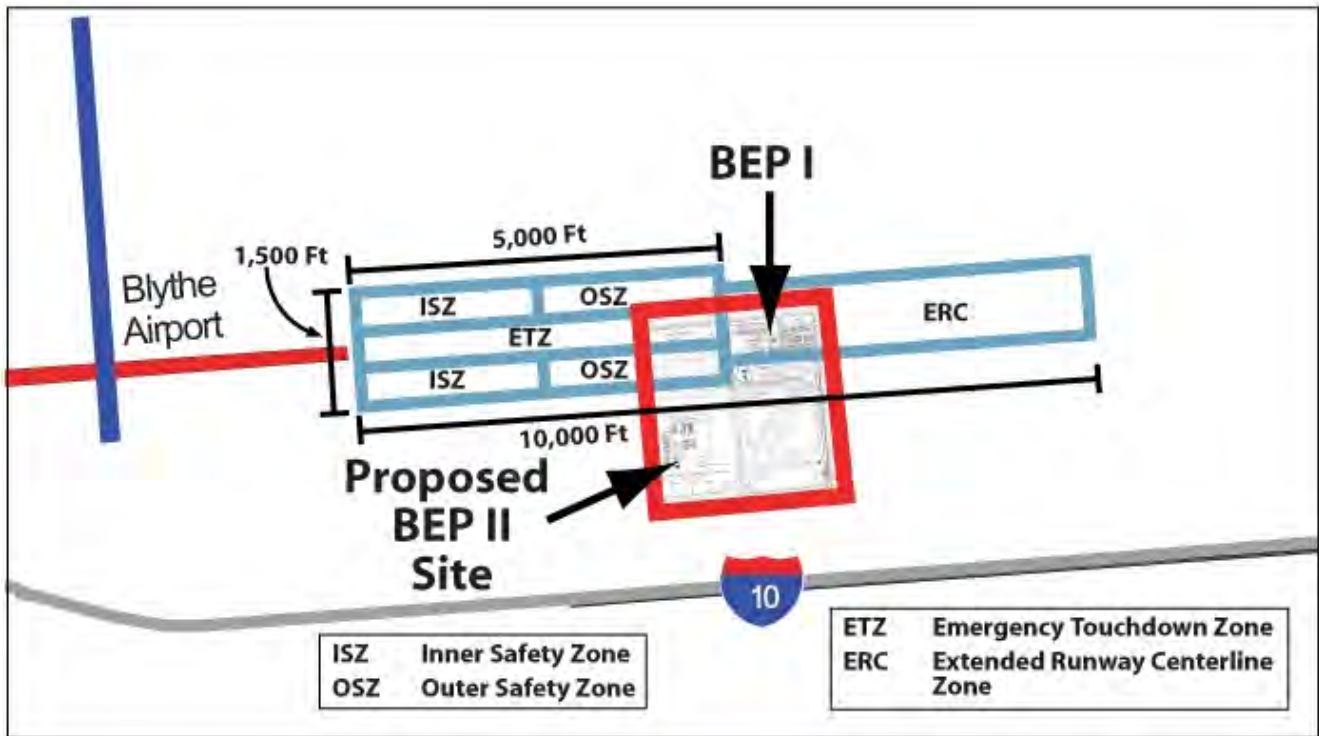 BEP I
5,000 Ft
1,500 Ft
Blythe
Airport
ISZ
OSZ
ERC
ETZ
ISZ
OSZ
10,000 Ft
Proposed
BEP II
Site
10
ISZ Inner Safety Zone
OSZ Outer Safety Zone
ETZ Emergency Touchdown Zone
ERC Extended Runway Centerline
Zone